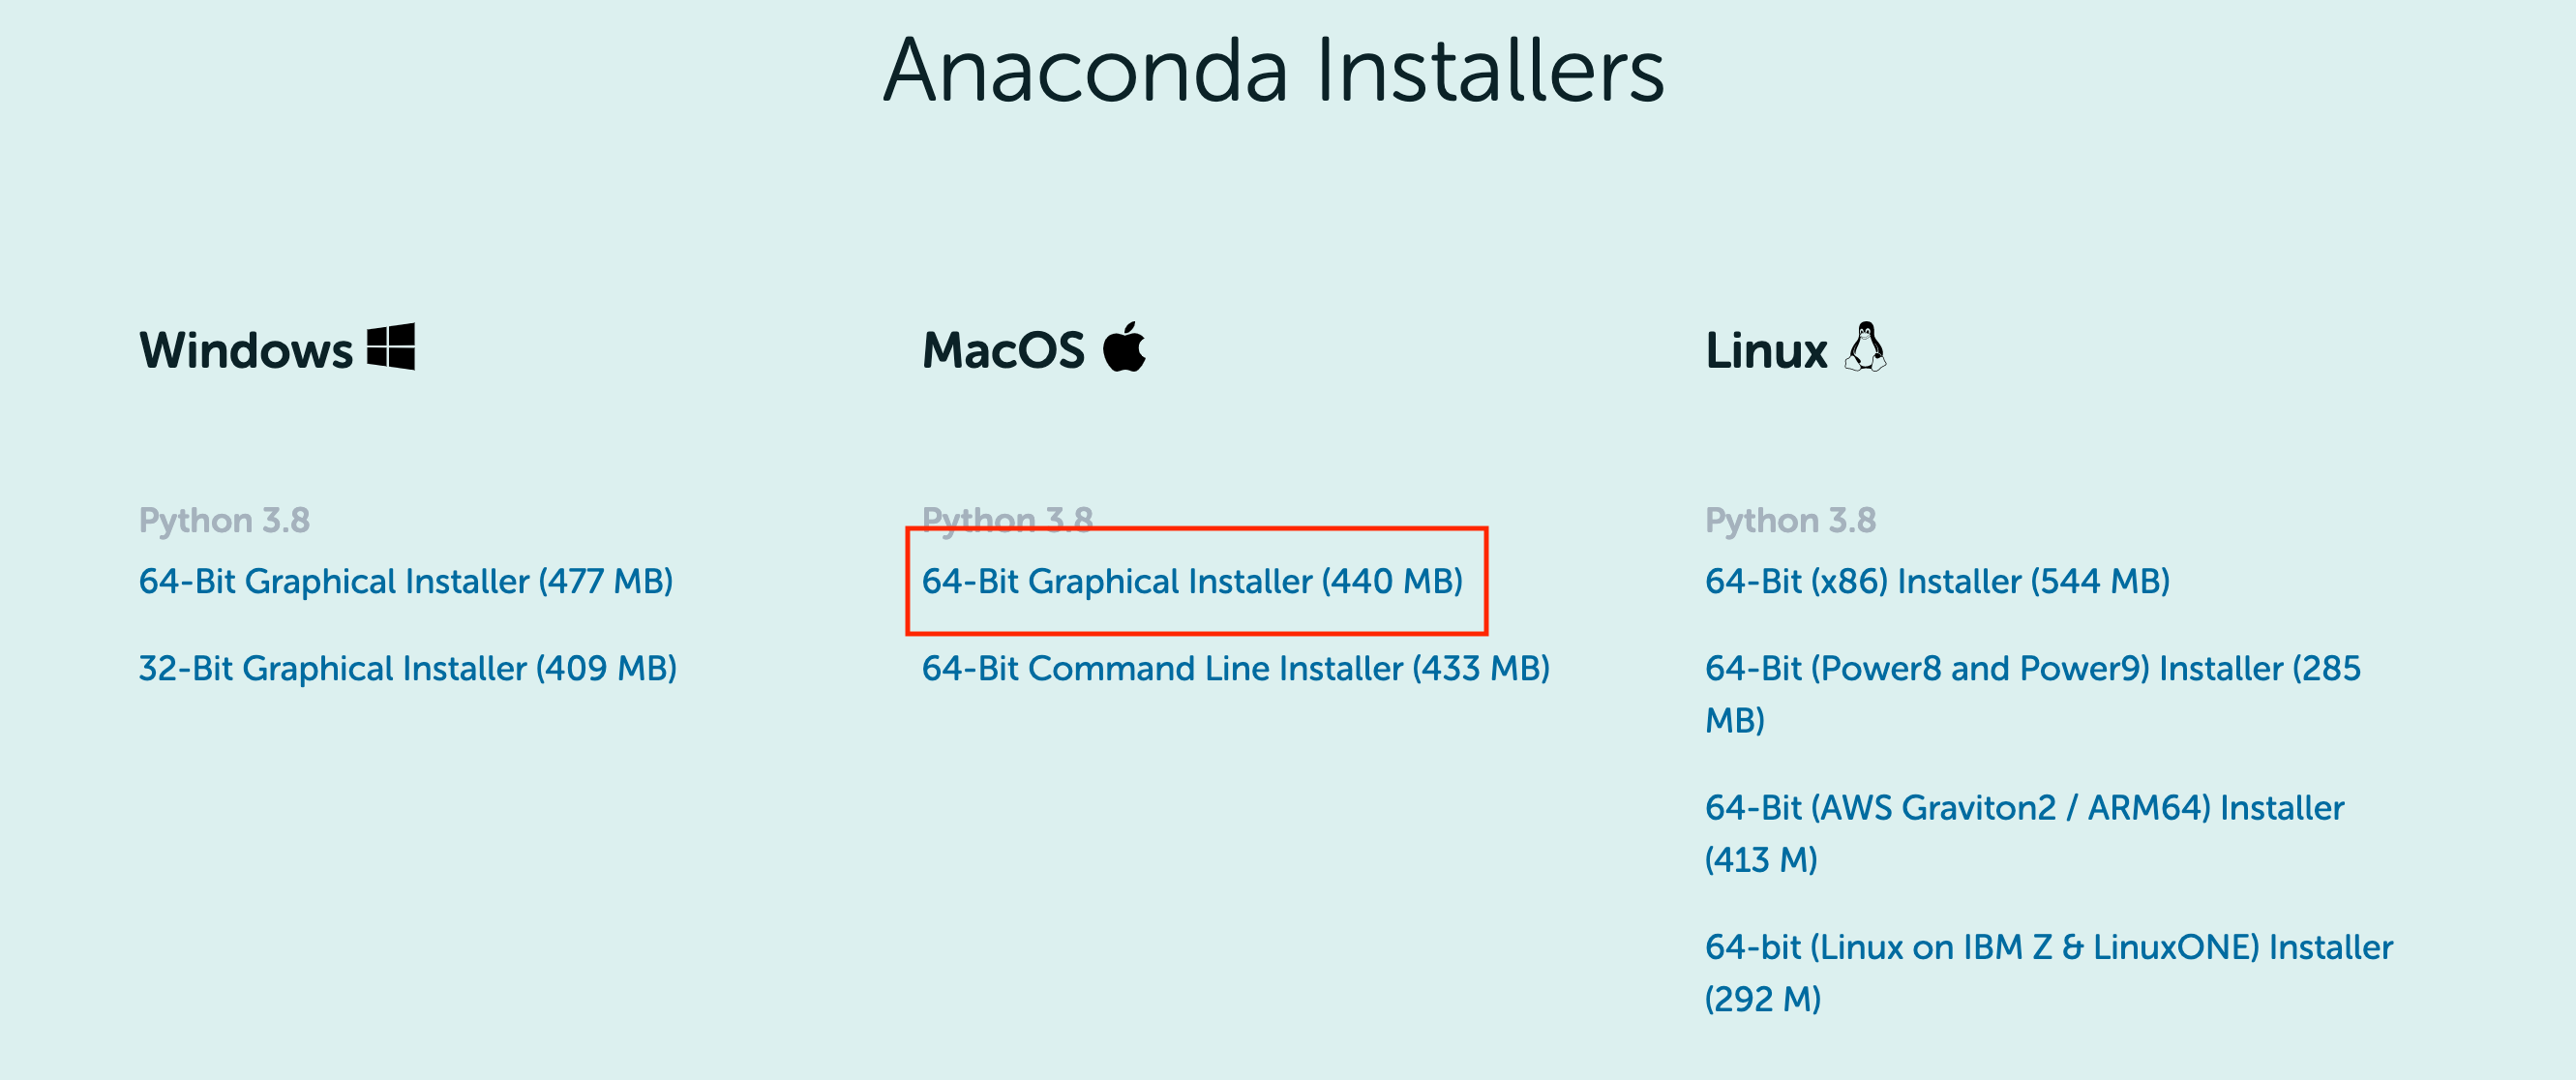 Anaconda Installers
Windows
Python 3.8
64-Bit Graphical Installer (477 MB)
32-Bit Graphical Installer (409 MB)
MacOS
Python 3.8
64-Bit Graphical Installer (440 MB)
64-Bit Command Line Installer (433 MB)
Linux
Python 3.8
64-Bit (x86) Installer (544 MB)
64-Bit (Power8 and Power9) Installer (285
MB)
64-Bit (AWS Graviton2 / ARM64) Installer
(413 M)
64-bit (Linux on IBM Z & LinuxONE) Installer
(292 M)